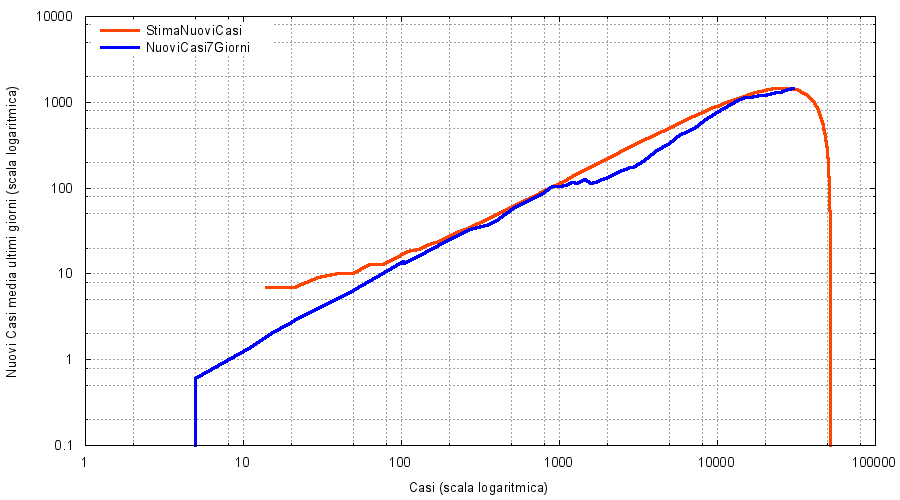 10000
1000
100
10
1
0.1
StimaNuoviCasi
NuoviCasi7Giorni
Nuovi Casi media ultimi giorni (scala logaritmica)
1 10 100 1000 10000 100000
Casi (scala logaritmica)